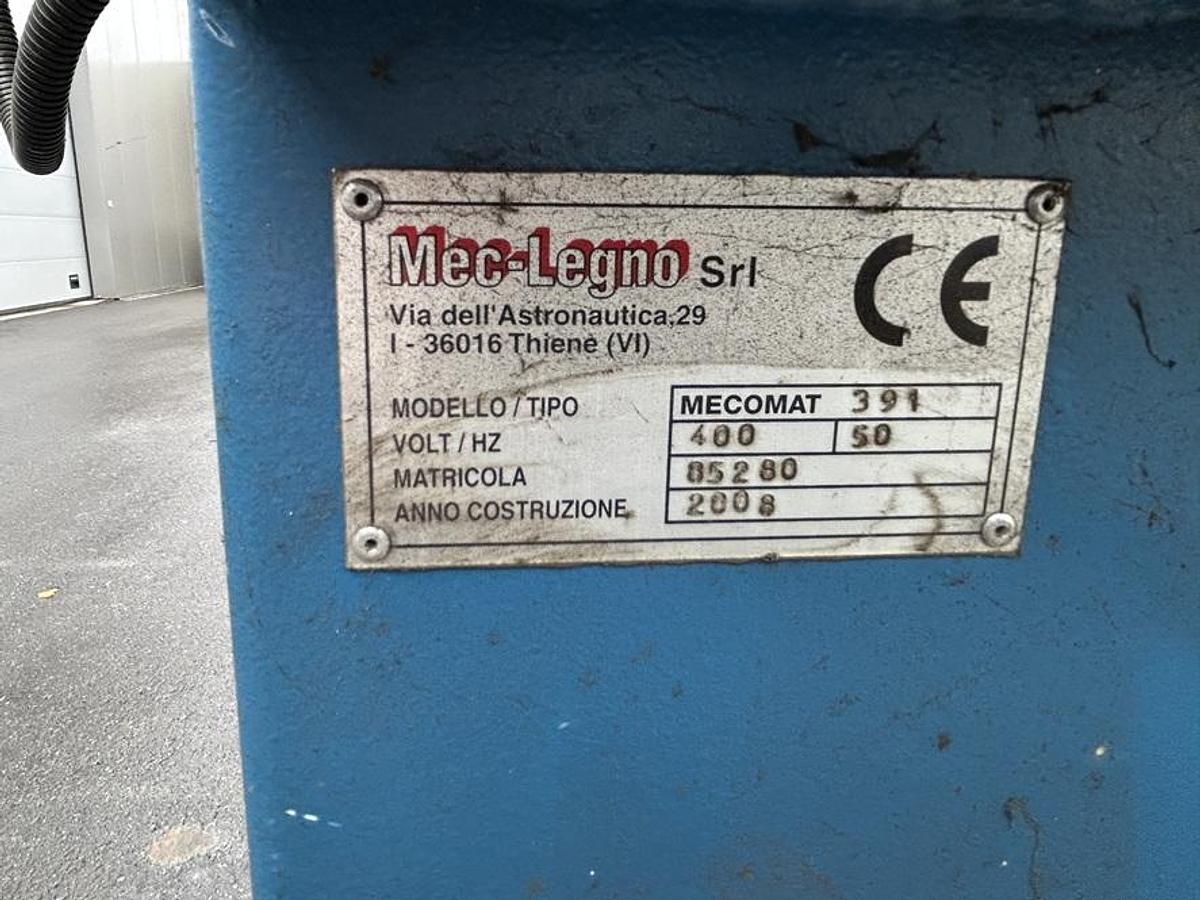 Mec-Legno Srl
Via dell'Astronautica,29
I - 36016 Thiene (VI)
CE
MODELLO / TIPO MECOMAT 391
VOLT / HZ 400 50
MATRICOLA 85280
ANNO COSTRUZIONE 2008